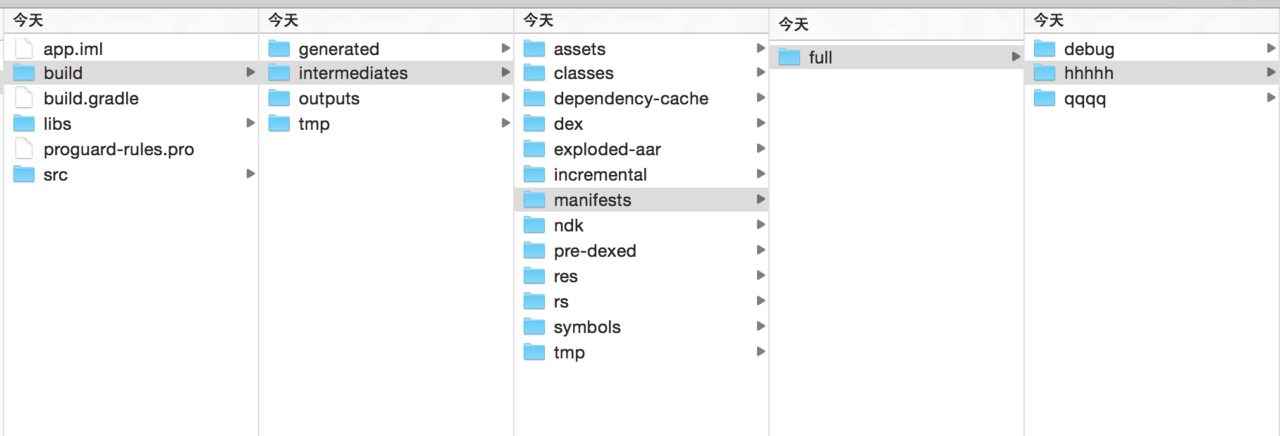 今天
app.iml
build
build.gradle
libs
proguard-rules.pro
src
今天
generated
intermediates
outputs
tmp
今天
assets
classes
dependency-cache
dex
exploded-aar
incremental
manifests
ndk
pre-dexed
res
rs
symbols
tmp
今天
full
今天
debug
hhhhh
qqqq